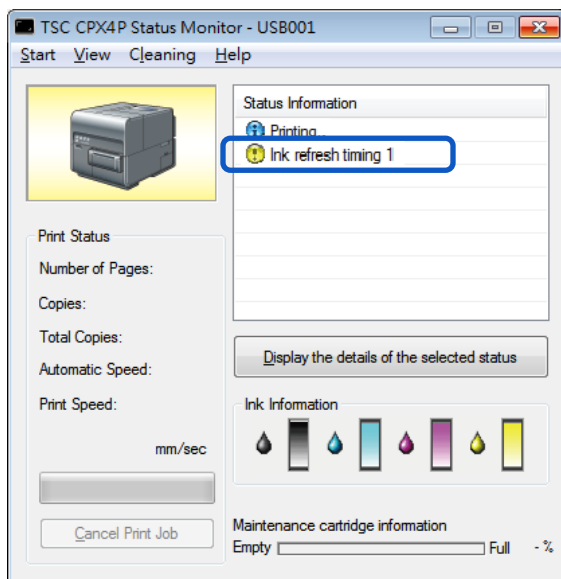 TSC CPX4P Status Monitor - USB001
Start View Cleaning Help
Status Information
Printing..
Ink refresh timing 1
Print Status
Number of Pages:
Copies:
Total Copies:
Automatic Speed:
Print Speed:
mm/sec
Cancel Print Job
Display the details of the selected status
Ink Information
Maintenance cartridge information
Empty Full - %